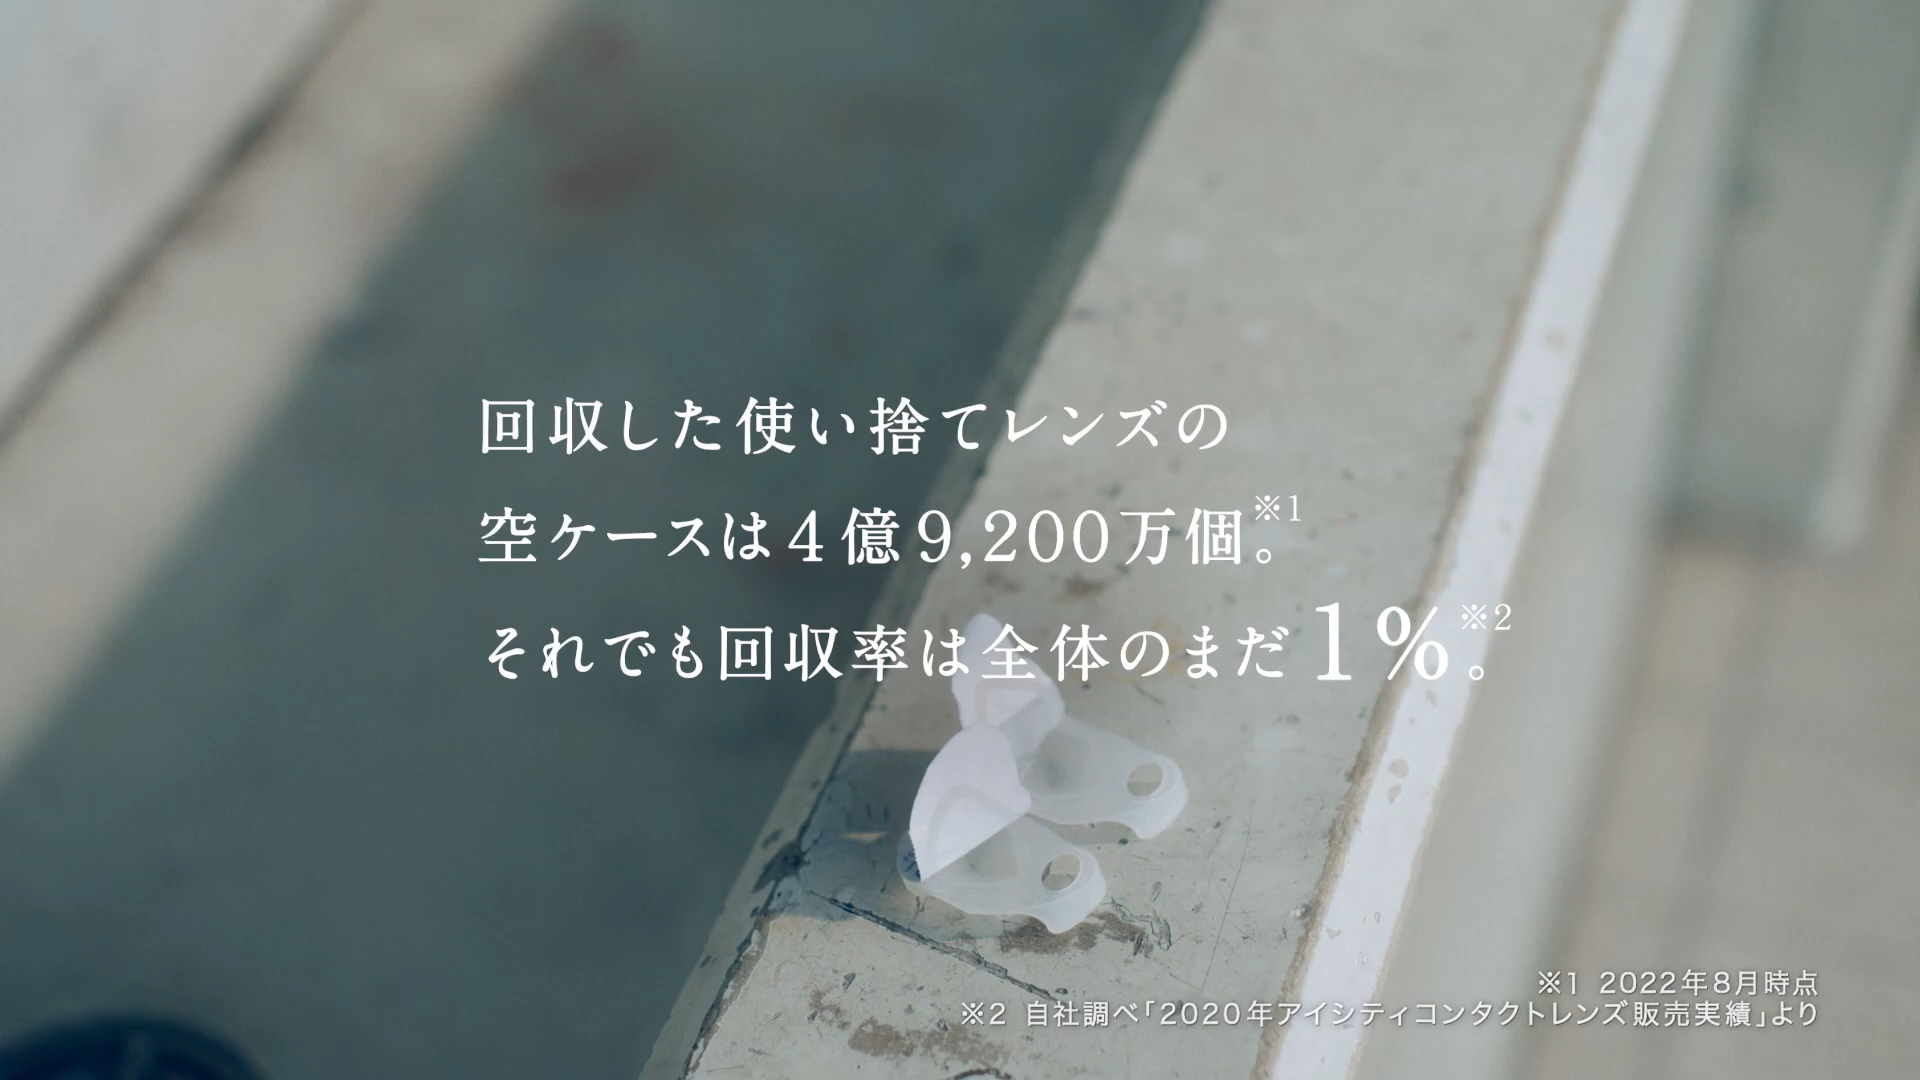 回収した使い捨てレンズの
空ケースは4億9,200万個※1。
それでも回収率は全体のまだ1%※2。
※1 2022年8月時点
※2 自社調べ「2020年アイシティコンタクトレンズ販売実績」より